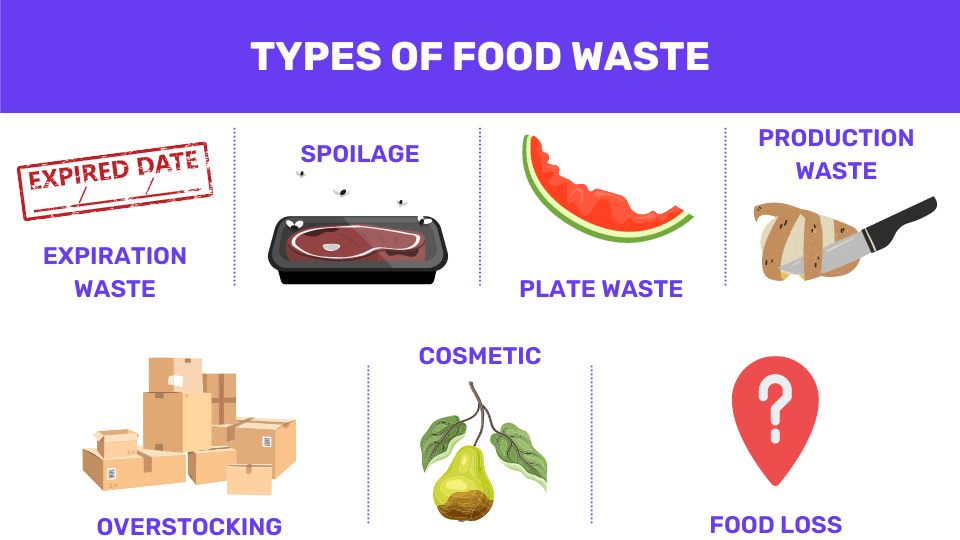 TYPES OF FOOD WASTE
EXPIRED DATE
EXPIRATION
WASTE
SPOILAGE
PLATE WASTE
PRODUCTION
WASTE
OVERSTOCKING
COSMETIC
?
FOOD LOSS